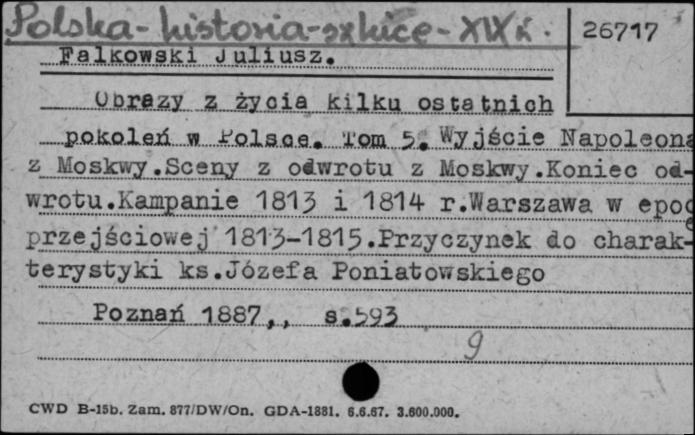 Polska - historia - szkice - XIX w.
26717
Falkowski Juliusz.
Obrazy z życia kilku ostatnich
pokoleń w Polsce. Tom 5. Wyjście Napoleona
z Moskwy.Sceny z odwrotu z Moskwy.Koniec od-
wrotu.Kampanie 1813 i 1814 r.Warszawa w epoc
przejściowej 1813-1815.Przyczynek do charak-
terystyki ks.Józefa Poniatowskiego
Poznań 1887,, s.593
9
CWD B-15b. Zam. 877/DW/On. GDA-1881. 6.6.67. 3.600.000.